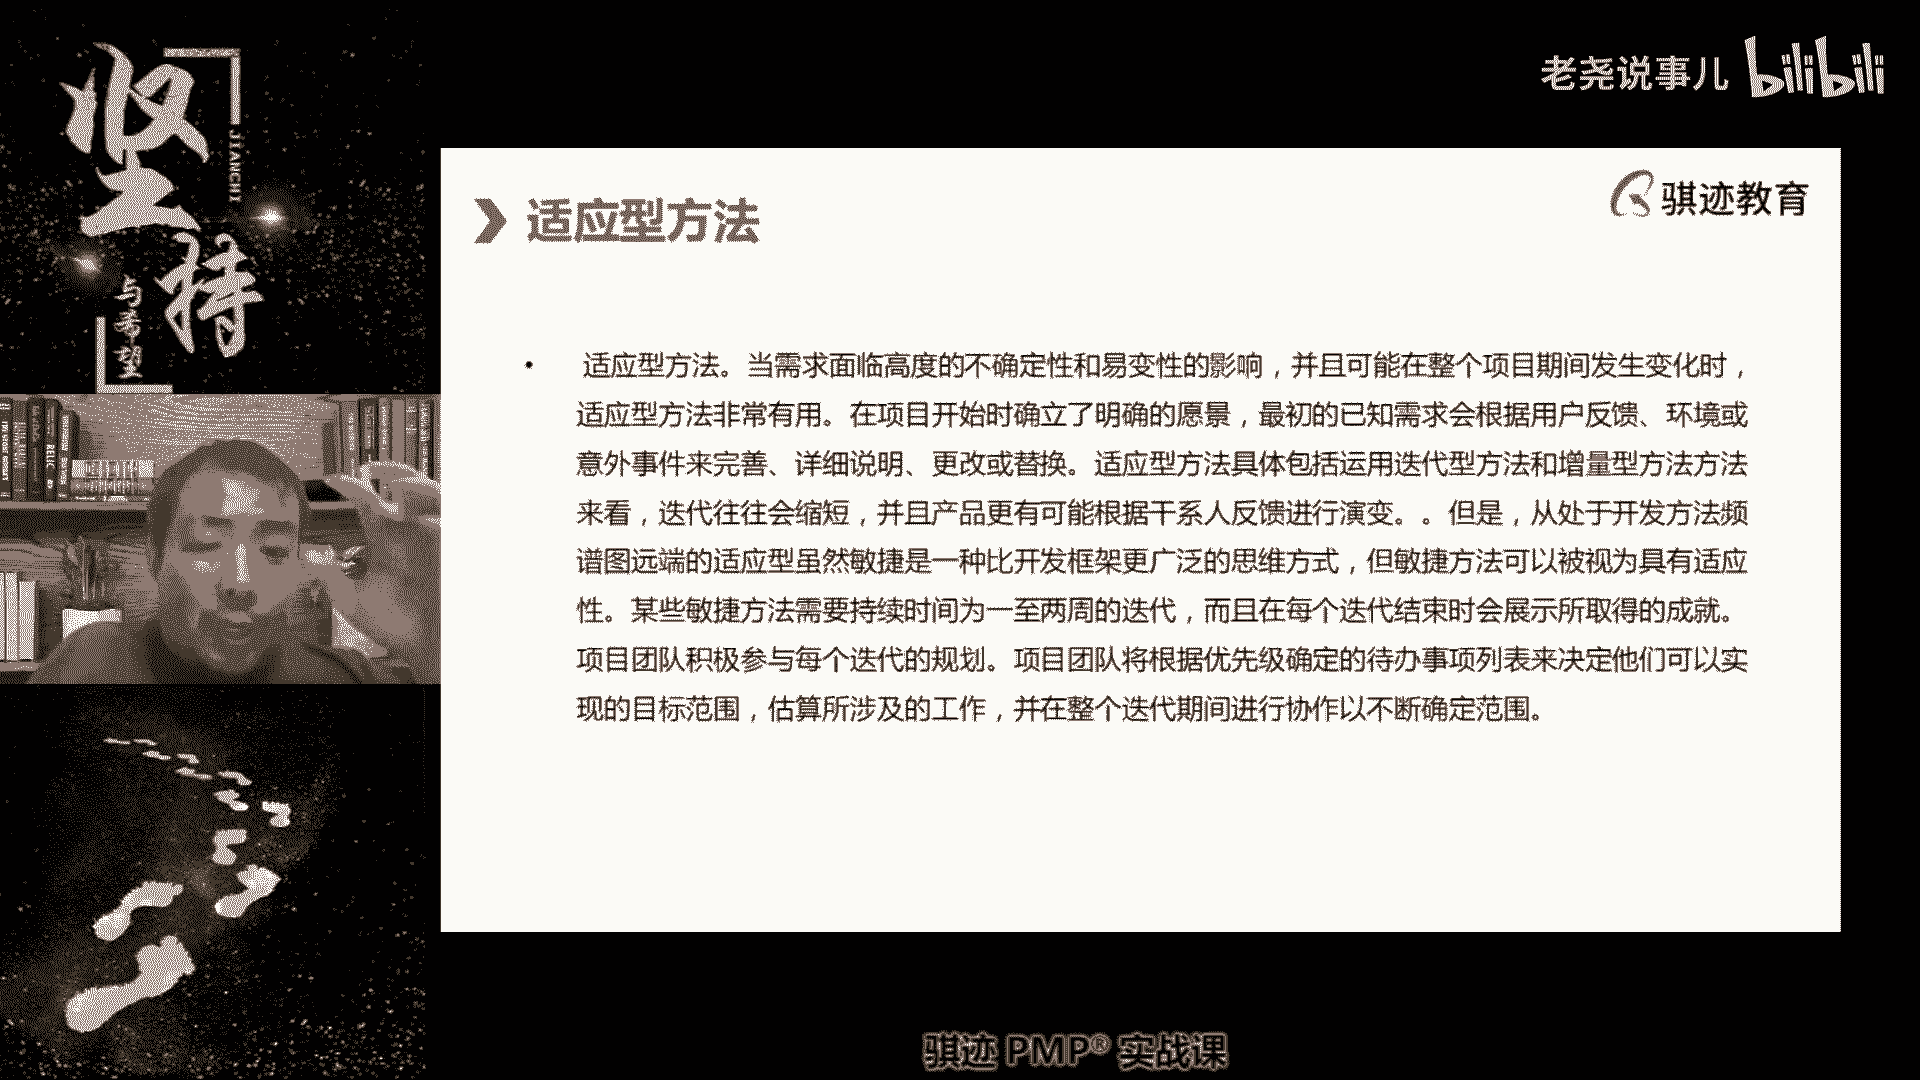 坚
JIANCHI
持
与希望
老尧说事儿 bilibili
骐迹教育
适应型方法
• 适应型方法。当需求面临高度的不确定性和易变性的影响，并且可能在整个项目期间发生变化时，
适应型方法非常有用。在项目开始时确立了明确的愿景，最初的已知需求会根据用户反馈、环境或
意外事件来完善、详细说明、更改或替换。适应型方法具体包括运用迭代型方法和增量型方法方法
来看，迭代往往会缩短，并且产品更有可能根据干系人反馈进行演变。。但是，从处于开发方法频
谱图远端的适应型虽然敏捷是一种比开发框架更广泛的思维方式，但敏捷方法可以被视为具有适应
性。某些敏捷方法需要持续时间为一至两周的迭代，而且在每个迭代结束时会展示所取得的成就。
项目团队积极参与每个迭代的规划。项目团队将根据优先级确定的待办事项列表来决定他们可以实
现的目标范围，估算所涉及的工作，并在整个迭代期间进行协作以不断确定范围。
骐迹 PMP® 实战课